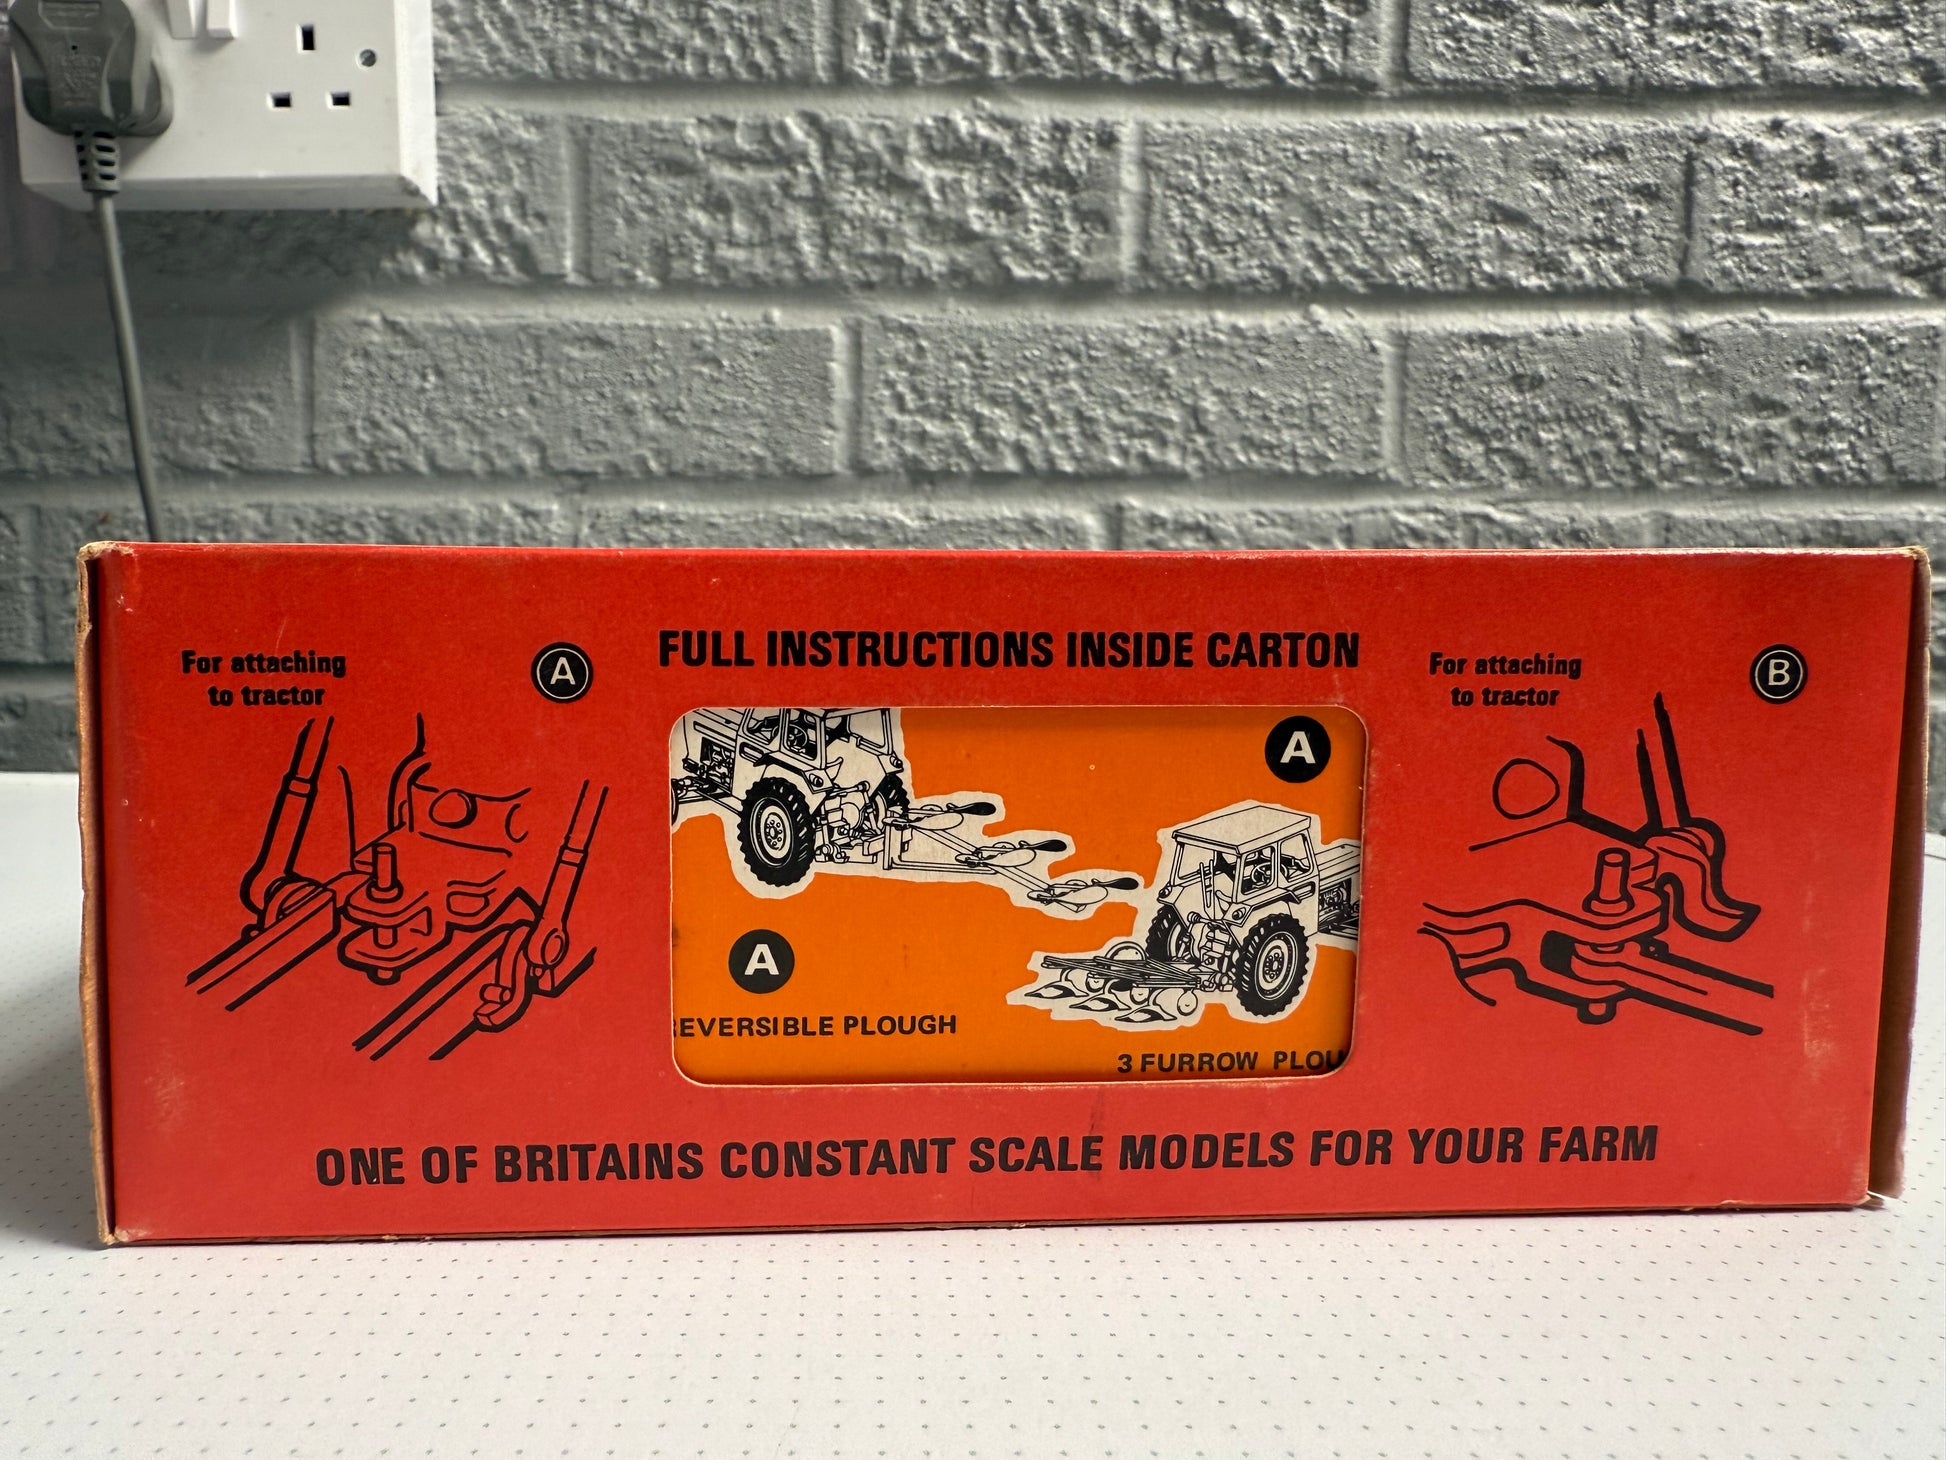 FULL INSTRUCTIONS INSIDE CARTON
For attaching
to tractor
A
A
A
EVERSIBLE PLOUGH
3 FURROW PLOU
For attaching
to tractor
B
ONE OF BRITAINS CONSTANT SCALE MODELS FOR YOUR FARM